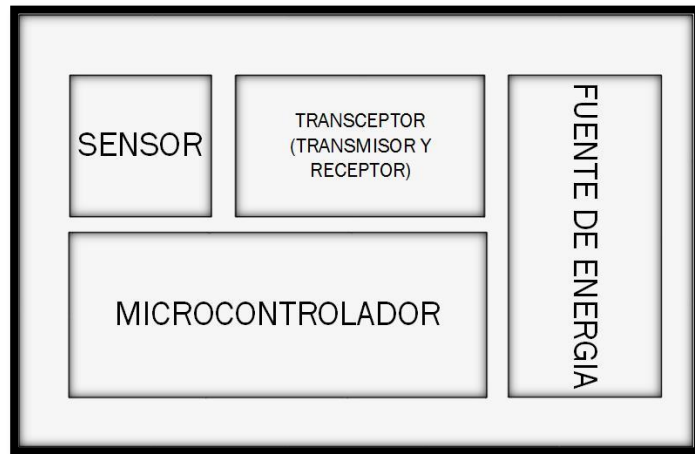 SENSOR
TRANSCEPTOR
(TRANSMISOR Y
RECEPTOR)
MICROCONTROLADOR
FUENTE DE ENERGIA